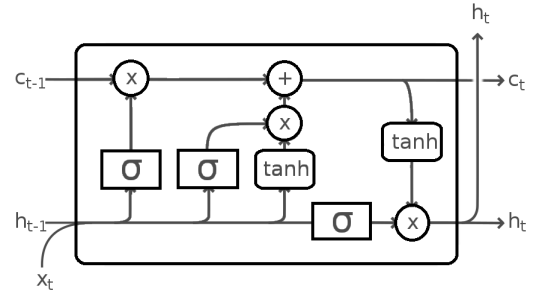 h_t
c_{t-1} x + c_t
x
tanh
σ σ tanh
h_{t-1} σ x h_t
x_t